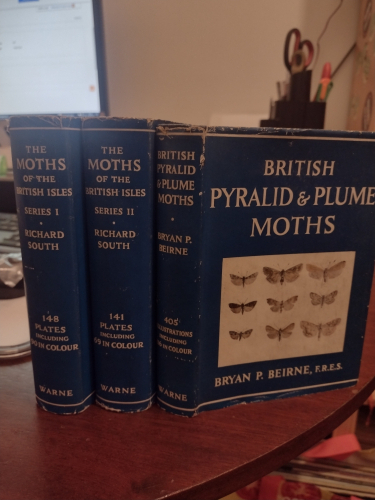 THE
MOTHS
OF THE
BRITISH ISLES
SERIES I
RICHARD
SOUTH
148
PLATES
INCLUDING
IN COLOUR
WARNE
THE
MOTHS
OF THE
BRITISH ISLES
SERIES II
RICHARD
SOUTH
141
PLATES
INCLUDING
69 IN COLOUR
WARNE
BRITISH
PYRALID
& PLUME
MOTHS
BRYAN P.
BEIRNE
405
ILLUSTRATIONS
INCLUDING
IN COLOUR
WARNE
BRITISH
PYRALID & PLUME
MOTHS
BRYAN P. BEIRNE, F.R.E.S.